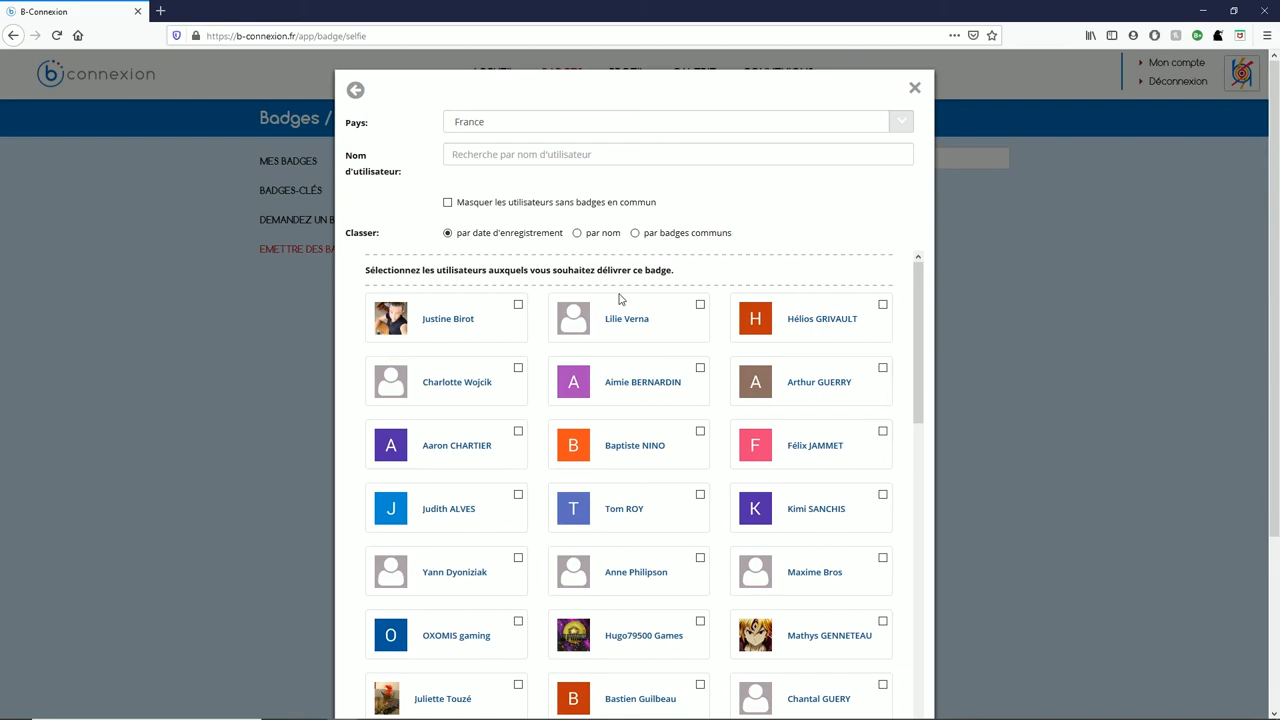 B-Connexion
https://b-connexion.fr/app/badge/selfie
b connexion
Mon compte
Déconnexion
Badges /
MES BADGES
BADGES-CLÉS
DEMANDEZ UN B
EMETTRE DES BA
Pays:
France
Nom d'utilisateur:
Recherche par nom d'utilisateur
Masquer les utilisateurs sans badges en commun
Classer:
par date d'enregistrement
par nom
par badges communs
Sélectionnez les utilisateurs auxquels vous souhaitez délivrer ce badge.
Justine Birot
Lilie Verna
H Hélios GRIVAULT
Charlotte Wojcik
A Aimie BERNARDIN
A Arthur GUERRY
A Aaron CHARTIER
B Baptiste NINO
F Félix JAMMET
J Judith ALVES
T Tom ROY
K Kimi SANCHIS
Yann Dyoniziak
Anne Philipson
Maxime Bros
O OXOMIS gaming
Hugo79500 Games
Mathys GENNETEAU
Juliette Touzé
B Bastien Guilbeau
Chantal GUERY